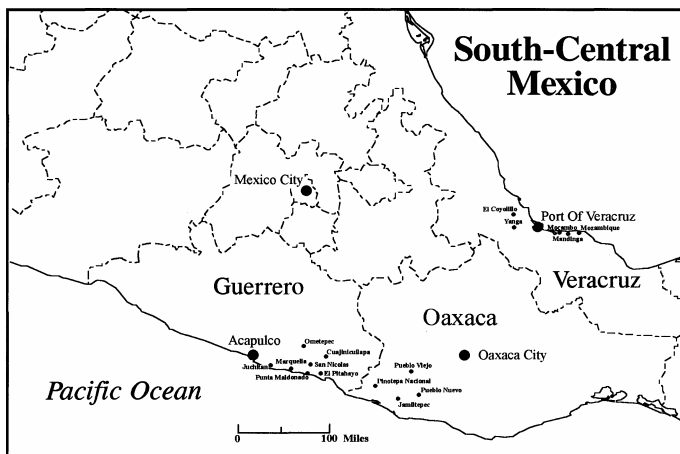 South-Central
Mexico
Mexico City
El Coyolillo
Port Of Veracruz
Yanga
Mocambo Mozambique
Mandinga
Veracruz
Guerrero
Oaxaca
Acapulco
Ometepec
Cuajinicuilapa
Oaxaca City
Marquelia
San Nicolas
Juchitan
El Pitahayo
Punta Maldonado
Pueblo Viejo
Pinotepa Nacional
Pueblo Nuevo
Jamiltepec
Pacific Ocean
0 100 Miles